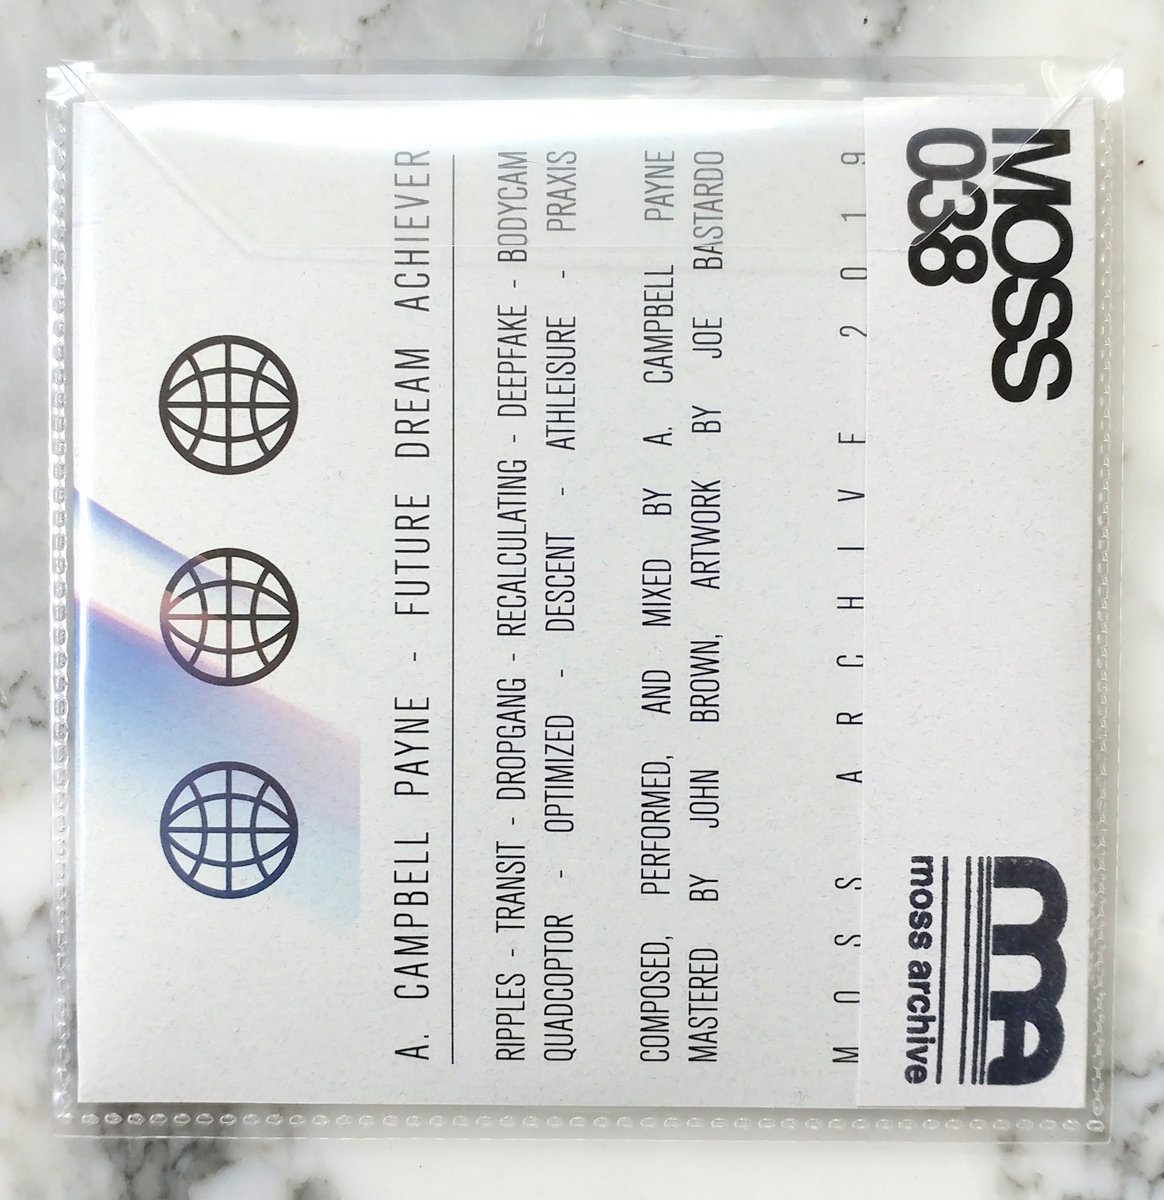 A. CAMPBELL PAYNE - FUTURE DREAM ACHIEVER
RIPPLES - TRANSIT - DROPGANG - RECALCULATING - DEEPFAKE - BODYCAM
QUADCOPTOR - OPTIMIZED - DESCENT - ATHLEISURE - PRAXIS
COMPOSED, PERFORMED, AND MIXED BY A. CAMPBELL PAYNE
MASTERED BY JOHN BROWN, ARTWORK BY JOE BASTARDO
MOSS ARCHIVE 2019
MOSS
038
ma
moss archive